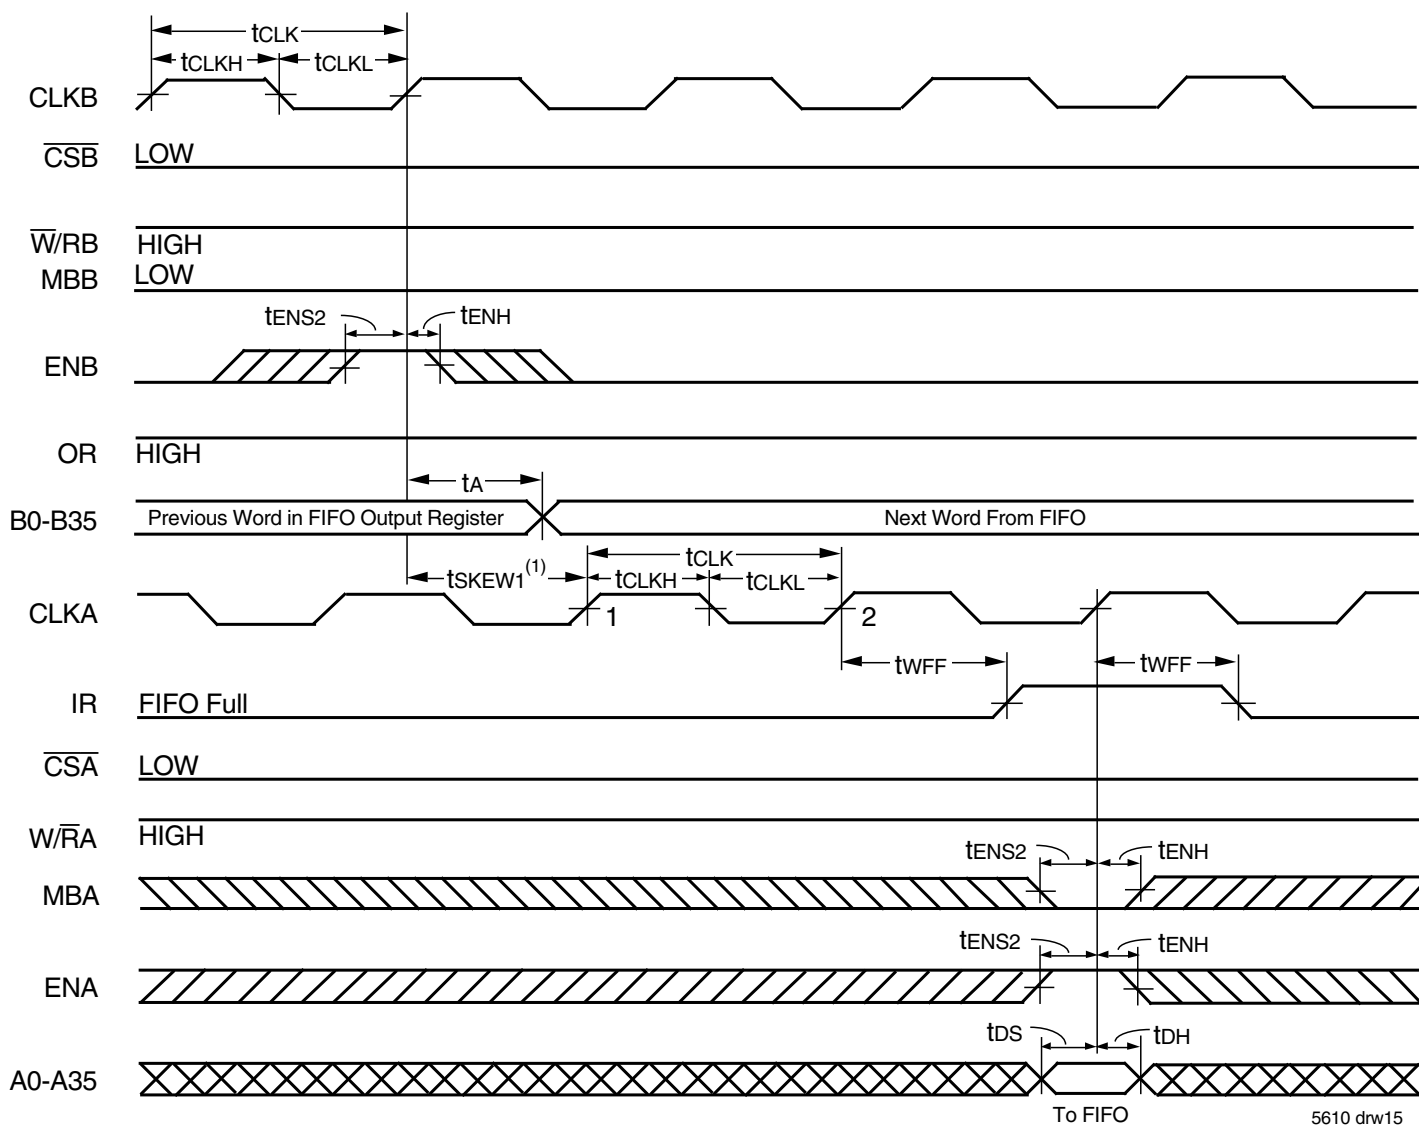 tCLK
tCLKH tCLKL
CLKB
CSB LOW
W/RB HIGH
MBB LOW
tENS2 tENH
ENB
OR HIGH
tA
B0-B35 Previous Word in FIFO Output Register Next Word From FIFO
tCLK
tSKEW1(1) tCLKH tCLKL
CLKA 1 2
tWFF tWFF
IR FIFO Full
CSA LOW
W/RA HIGH
tENS2 tENH
MBA
tENS2 tENH
ENA
tDS tDH
A0-A35
To FIFO
5610 drw15